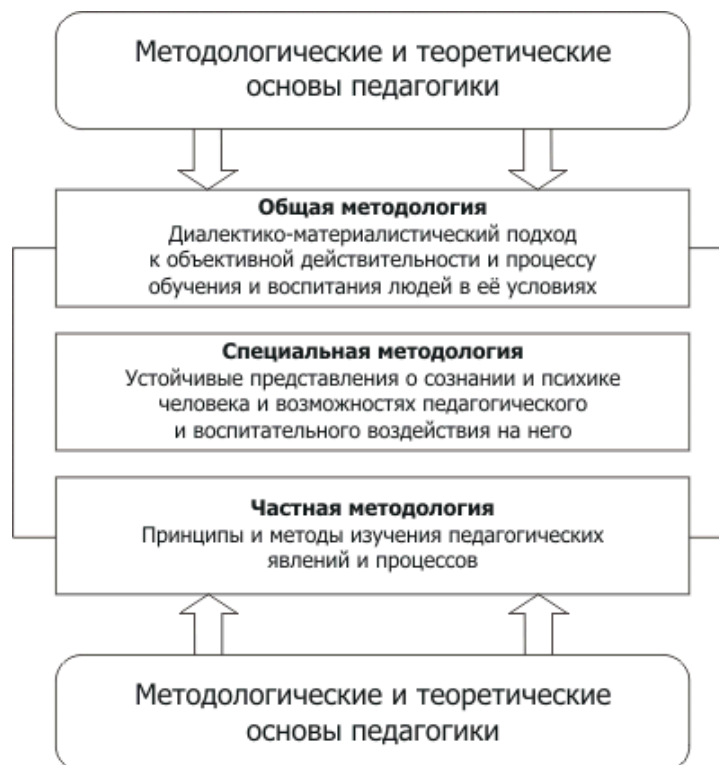 Методологические и теоретические
основы педагогики
Общая методология
Диалектико-материалистический подход
к объективной действительности и процессу
обучения и воспитания людей в её условиях
Специальная методология
Устойчивые представления о сознании и психике
человека и возможностях педагогического
и воспитательного воздействия на него
Частная методология
Принципы и методы изучения педагогических
явлений и процессов
Методологические и теоретические
основы педагогики